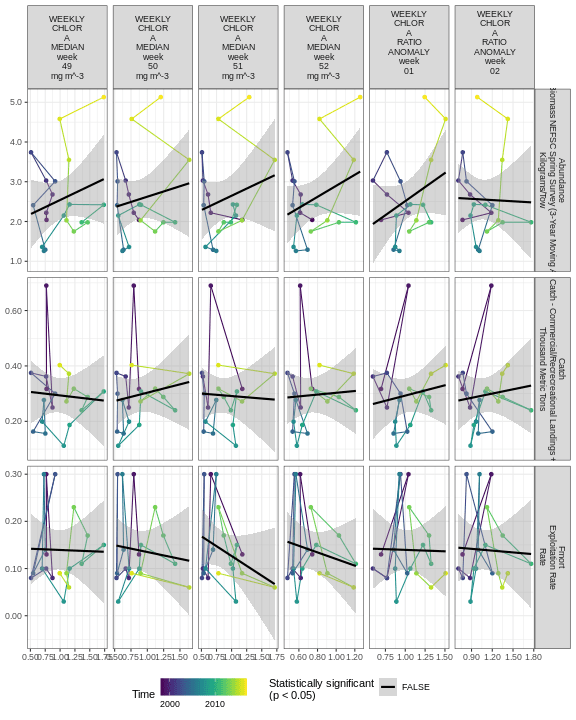 WEEKLY
CHLOR
A
MEDIAN
week
49
mg m^-3
WEEKLY
CHLOR
A
MEDIAN
week
50
mg m^-3
WEEKLY
CHLOR
A
MEDIAN
week
51
mg m^-3
WEEKLY
CHLOR
A
MEDIAN
week
52
mg m^-3
WEEKLY
CHLOR
A
RATIO
ANOMALY
week
01
WEEKLY
CHLOR
A
RATIO
ANOMALY
week
02
5.0
4.0
3.0
2.0
1.0
Abundance
Biomass NEFSC Spring Survey (3-Year Moving
Kilograms/Tow
0.60
0.40
0.20
Catch
Catch - Commercial/Recreational Landings +
Thousand Metric Tons
0.30
0.20
0.10
0.00
Fmort
Exploitation Rate
Rate
0.50 0.75 1.00 1.25 1.50 1.75
0.50 0.75 1.00 1.25 1.50
0.50 0.75 1.00 1.25 1.50 1.75
0.60 0.80 1.00 1.20
0.75 1.00 1.25 1.50
0.90 1.20 1.50 1.80
Time
2000 2010
Statistically significant
(p < 0.05)
FALSE